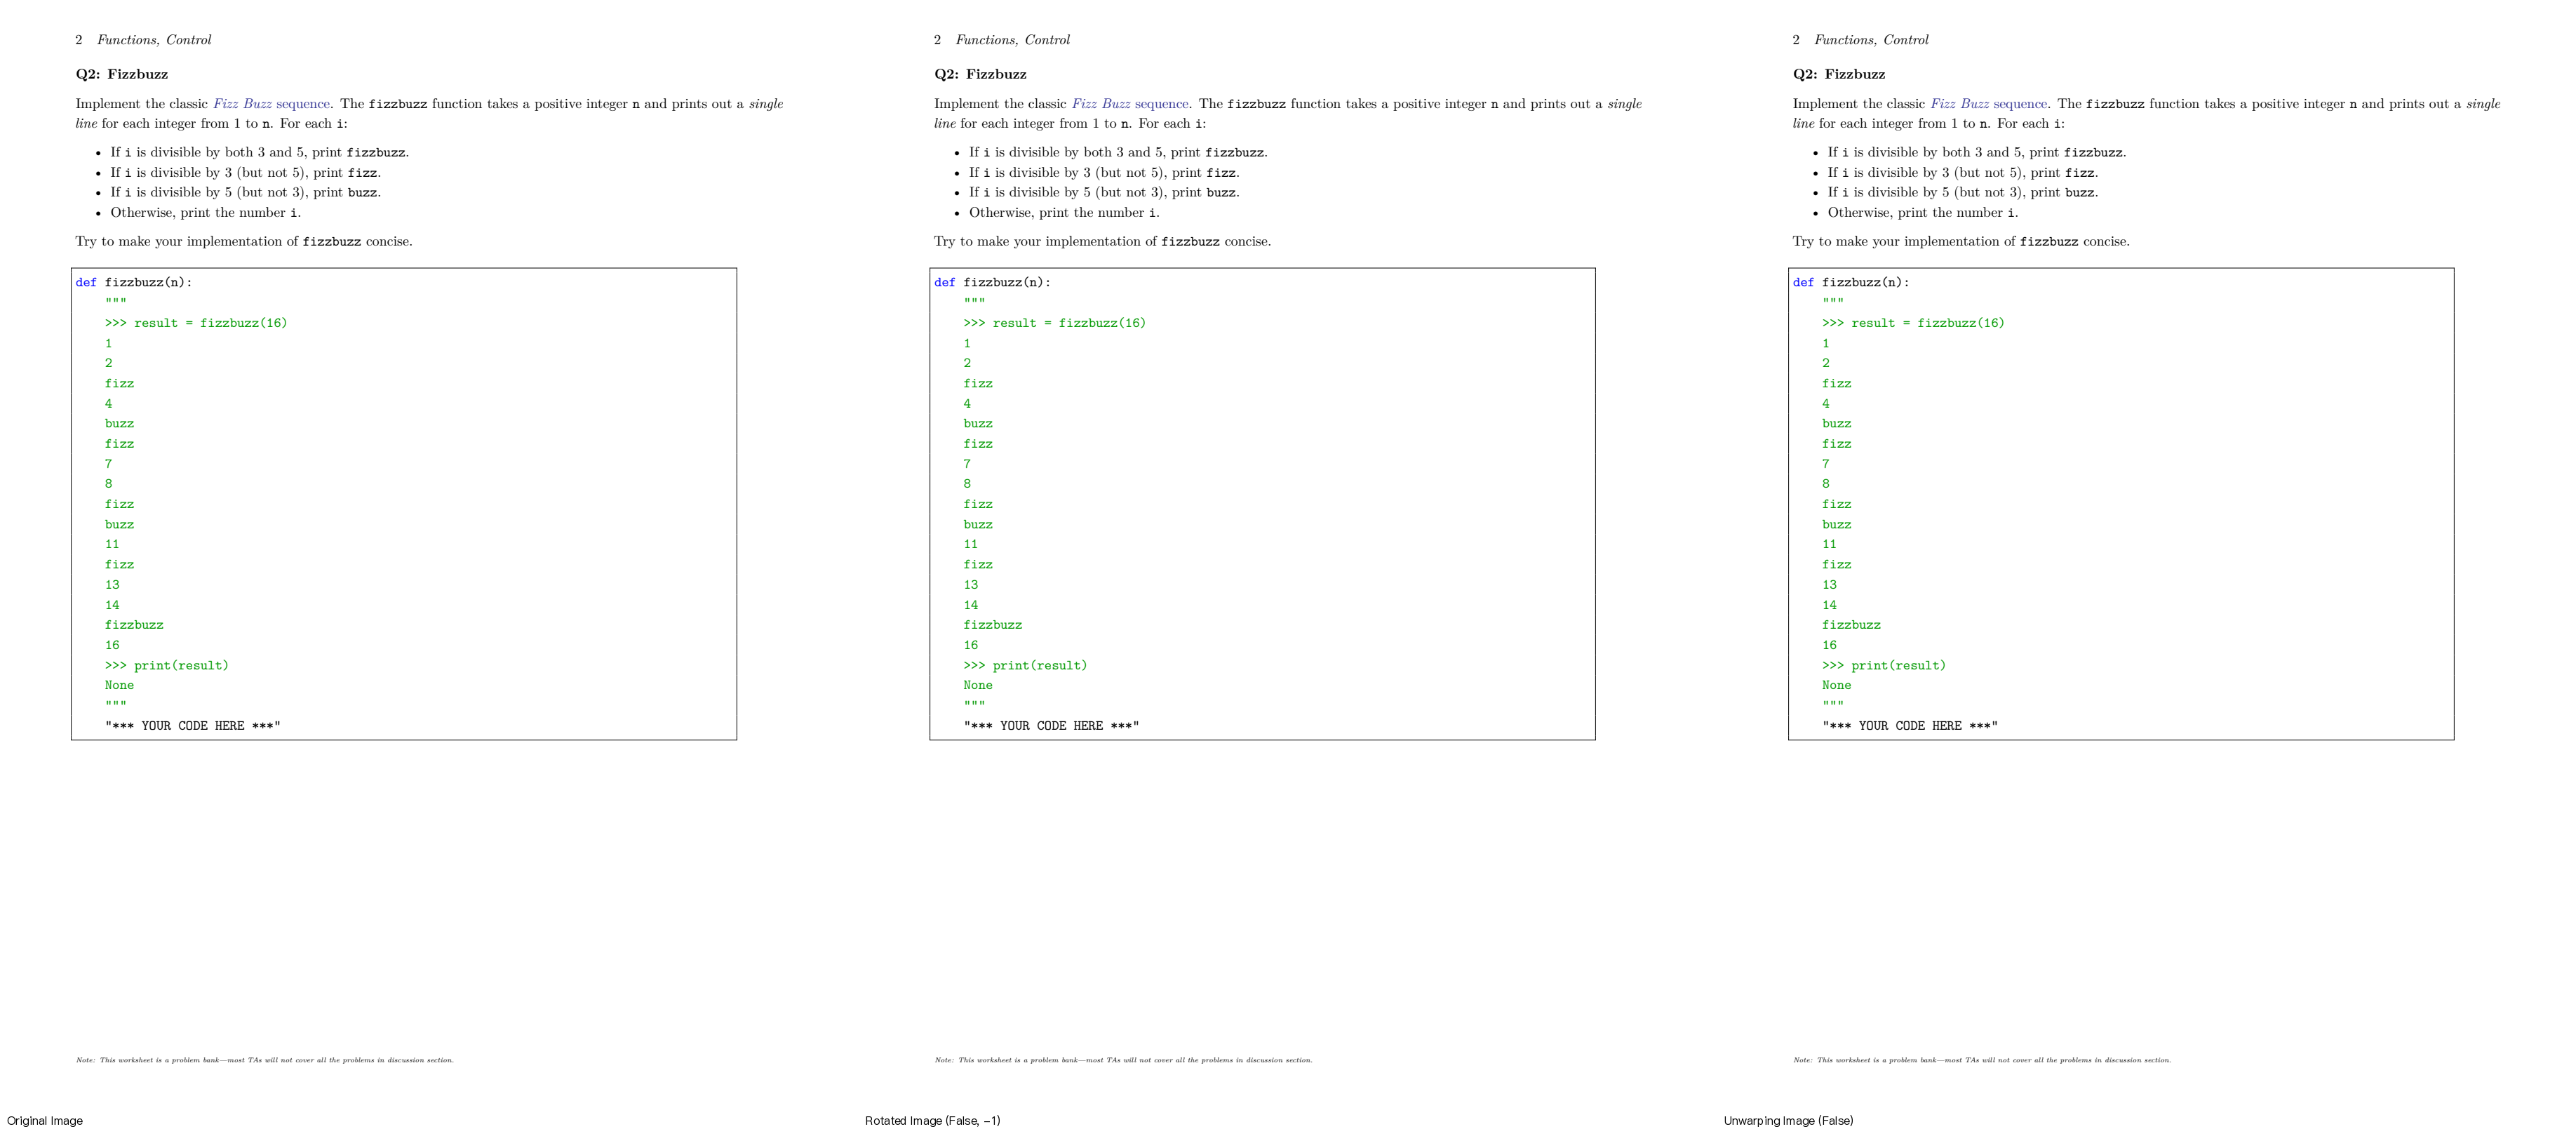 2 Functions, Control
Q2: Fizzbuzz
Implement the classic Fizz Buzz sequence. The fizzbuzz function takes a positive integer n and prints out a single
line for each integer from 1 to n. For each i:
• If i is divisible by both 3 and 5, print fizzbuzz.
• If i is divisible by 3 (but not 5), print fizz.
• If i is divisible by 5 (but not 3), print buzz.
• Otherwise, print the number i.
Try to make your implementation of fizzbuzz concise.
def fizzbuzz(n):
    """
    >>> result = fizzbuzz(16)
    1
    2
    fizz
    4
    buzz
    fizz
    7
    8
    fizz
    buzz
    11
    fizz
    13
    14
    fizzbuzz
    16
    >>> print(result)
    None
    """
    "*** YOUR CODE HERE ***"
Note: This worksheet is a problem bank—most TAs will not cover all the problems in discussion section.
Original Image
2 Functions, Control
Q2: Fizzbuzz
Implement the classic Fizz Buzz sequence. The fizzbuzz function takes a positive integer n and prints out a single
line for each integer from 1 to n. For each i:
• If i is divisible by both 3 and 5, print fizzbuzz.
• If i is divisible by 3 (but not 5), print fizz.
• If i is divisible by 5 (but not 3), print buzz.
• Otherwise, print the number i.
Try to make your implementation of fizzbuzz concise.
def fizzbuzz(n):
    """
    >>> result = fizzbuzz(16)
    1
    2
    fizz
    4
    buzz
    fizz
    7
    8
    fizz
    buzz
    11
    fizz
    13
    14
    fizzbuzz
    16
    >>> print(result)
    None
    """
    "*** YOUR CODE HERE ***"
Note: This worksheet is a problem bank—most TAs will not cover all the problems in discussion section.
Rotated Image (False, -1)
2 Functions, Control
Q2: Fizzbuzz
Implement the classic Fizz Buzz sequence. The fizzbuzz function takes a positive integer n and prints out a single
line for each integer from 1 to n. For each i:
• If i is divisible by both 3 and 5, print fizzbuzz.
• If i is divisible by 3 (but not 5), print fizz.
• If i is divisible by 5 (but not 3), print buzz.
• Otherwise, print the number i.
Try to make your implementation of fizzbuzz concise.
def fizzbuzz(n):
    """
    >>> result = fizzbuzz(16)
    1
    2
    fizz
    4
    buzz
    fizz
    7
    8
    fizz
    buzz
    11
    fizz
    13
    14
    fizzbuzz
    16
    >>> print(result)
    None
    """
    "*** YOUR CODE HERE ***"
Note: This worksheet is a problem bank—most TAs will not cover all the problems in discussion section.
Unwarping Image (False)